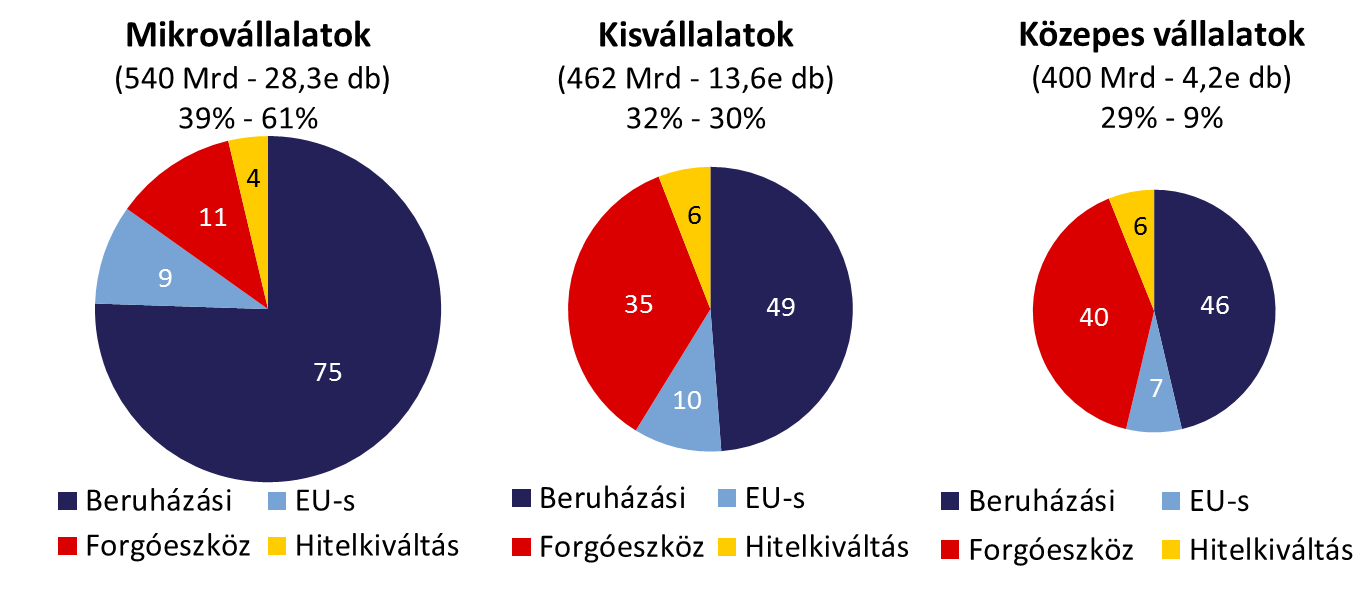 Mikrovállalatok
(540 Mrd - 28,3e db)
39% - 61%
4
11
9
75
Beruházási
EU-s
Forgóeszköz
Hitelkiváltás
Kisvállalatok
(462 Mrd - 13,6e db)
32% - 30%
6
35
49
10
Beruházási
EU-s
Forgóeszköz
Hitelkiváltás
Közepes vállalatok
(400 Mrd - 4,2e db)
29% - 9%
6
46
40
7
Beruházási
EU-s
Forgóeszköz
Hitelkiváltás